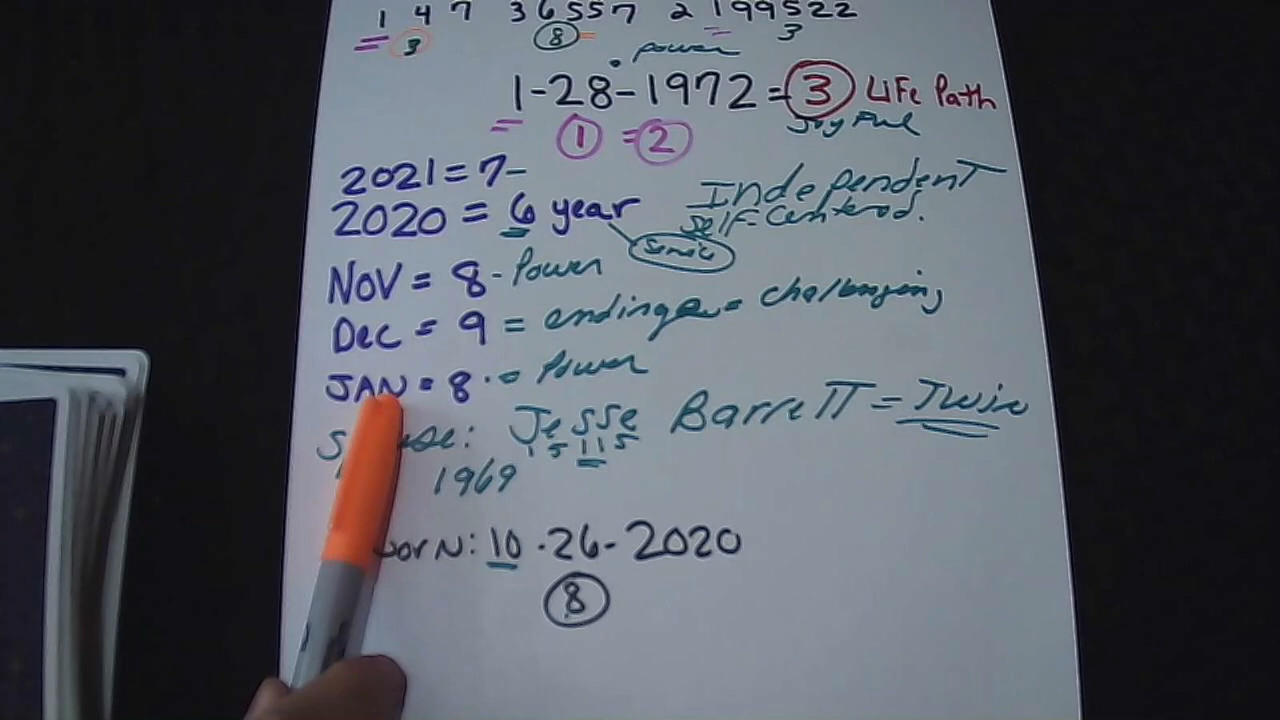 1 4 7 3 6 5 5 7 2 1 9 9 5 2 2
3 8 3
power
1-28-1972 = 3 Life Path
Joyful
1 = 2
2021 = 7-
Independent
2020 = 6 year
Self-Centered.
Service
Nov = 8 - Power
Dec = 9 = endings = challenging
JAN = 8 - Power
Jesse Barrett = Twin
1 5 1 1 5
1969
10-26-2020
8